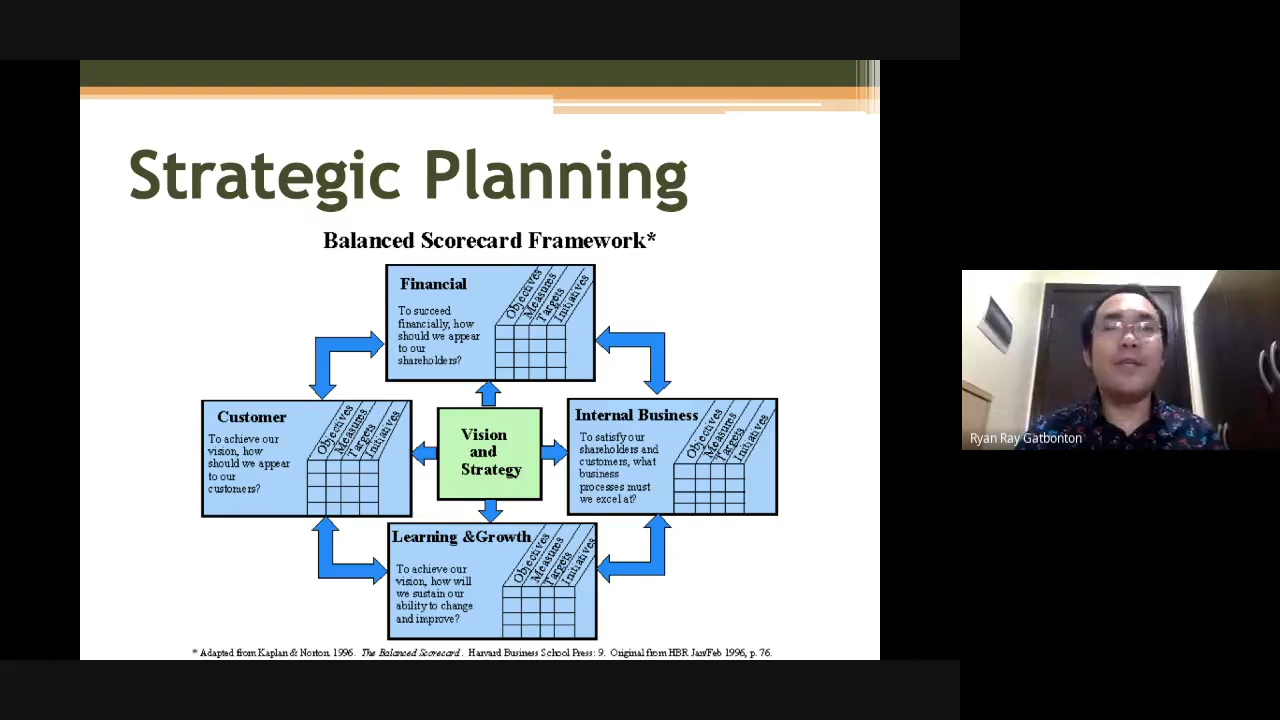 Strategic Planning
Balanced Scorecard Framework*
Financial
To succeed
financially, how
should we appear
to our
shareholders?
Objectives
Measures
Targets
Initiatives
Customer
To achieve our
vision, how
should we appear
to our
customers?
Objectives
Measures
Targets
Initiatives
Vision
and
Strategy
Internal Business
To satisfy our
shareholders and
customers, what
business
processes must
we excel at?
Objectives
Measures
Targets
Initiatives
Learning &Growth
To achieve our
vision, how will
we sustain our
ability to change
and improve?
Objectives
Measures
Targets
Initiatives
* Adapted from Kaplan & Norton. 1996. The Balanced Scorecard. Harvard Business School Press: 9. Original from HBR Jan/Feb 1996, p. 76.
Ryan Ray Gatbonton